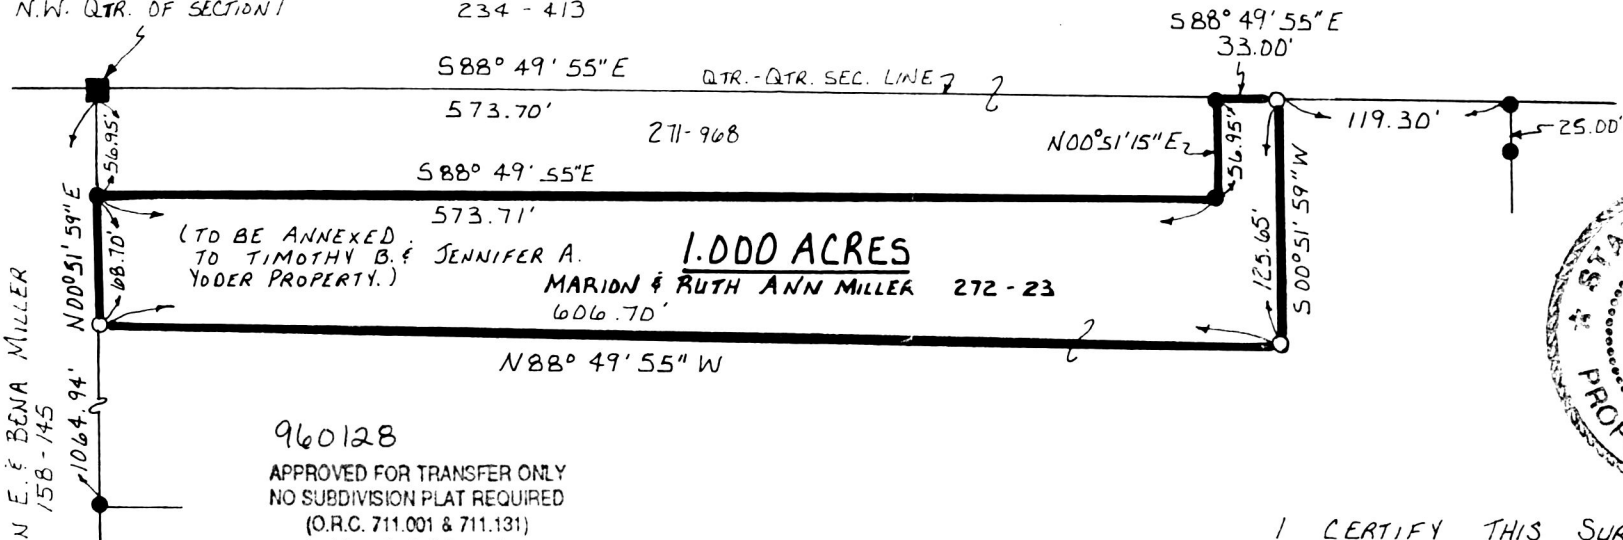 N.W. QTR. OF SECTION 1
234 - 413
S88° 49' 55" E
33.00'
S88° 49' 55" E
QTR.-QTR. SEC. LINE
573.70'
271-968
N00°51'15"E
56.95'
119.30'
25.00'
56.95'
S88° 49' 55"E
573.71'
N00°51'59"E
68.70'
(TO BE ANNEXED
TO TIMOTHY B. & JENNIFER A.
YODER PROPERTY.)
1.000 ACRES
MARION & RUTH ANN MILLER 272-23
606.70'
125.65'
S00°51'59"W
N88° 49' 55" W
N E. & BENA MILLER
158-145
1064.94'
960128
APPROVED FOR TRANSFER ONLY
NO SUBDIVISION PLAT REQUIRED
(O.R.C. 711.001 & 711.131)
STA
PROP
I CERTIFY THIS SUR